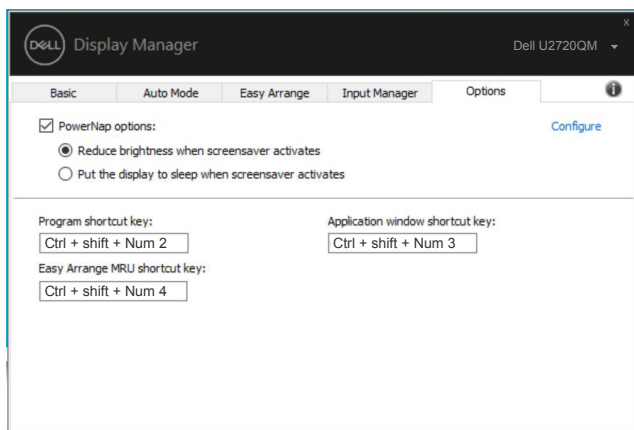 x
DELL Display Manager Dell U2720QM
Basic Auto Mode Easy Arrange Input Manager Options i
PowerNap options: Configure
Reduce brightness when screensaver activates
Put the display to sleep when screensaver activates
Program shortcut key: Application window shortcut key:
Ctrl + shift + Num 2 Ctrl + shift + Num 3
Easy Arrange MRU shortcut key:
Ctrl + shift + Num 4